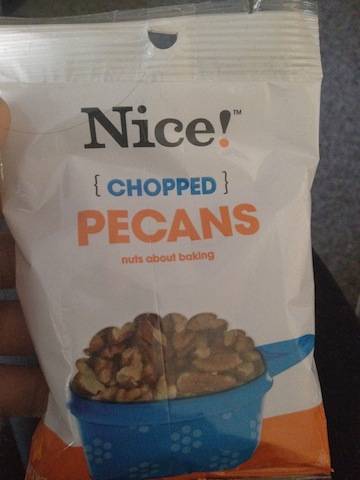 Nice!™
{ CHOPPED }
PECANS
nuts about baking